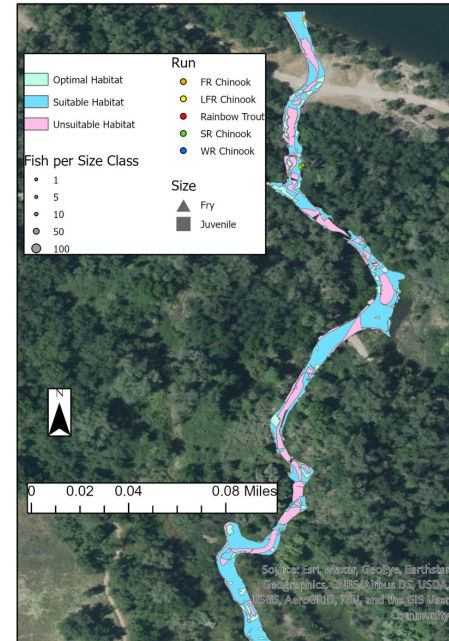 Optimal Habitat
Suitable Habitat
Unsuitable Habitat
Fish per Size Class
1
5
10
50
100
Run
FR Chinook
LFR Chinook
Rainbow Trout
SR Chinook
WR Chinook
Size
Fry
Juvenile
N
0 0.02 0.04 0.08 Miles
Source: Esri, Maxar, GeoEye, Earthstar
Geographics, CNES/Airbus DS, USDA,
USGS, AeroGRID, IGN, and the GIS User
Community